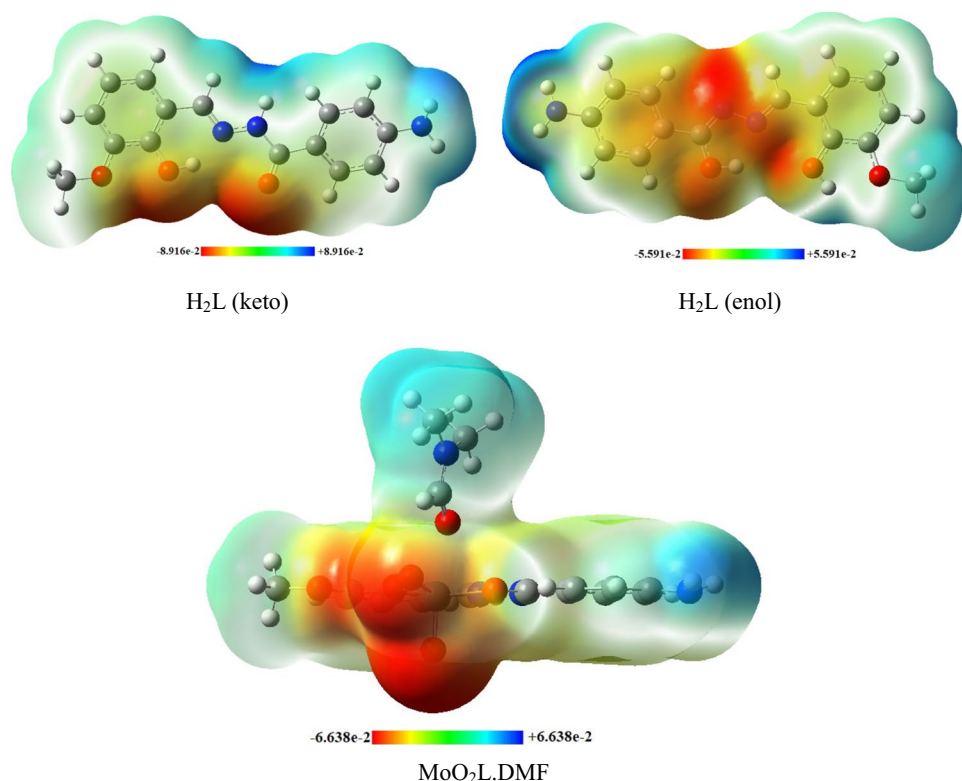 -8.916e-2 +8.916e-2
-5.591e-2 +5.591e-2
H₂L (keto)
H₂L (enol)
-6.638e-2 +6.638e-2
MoO₂L.DMF